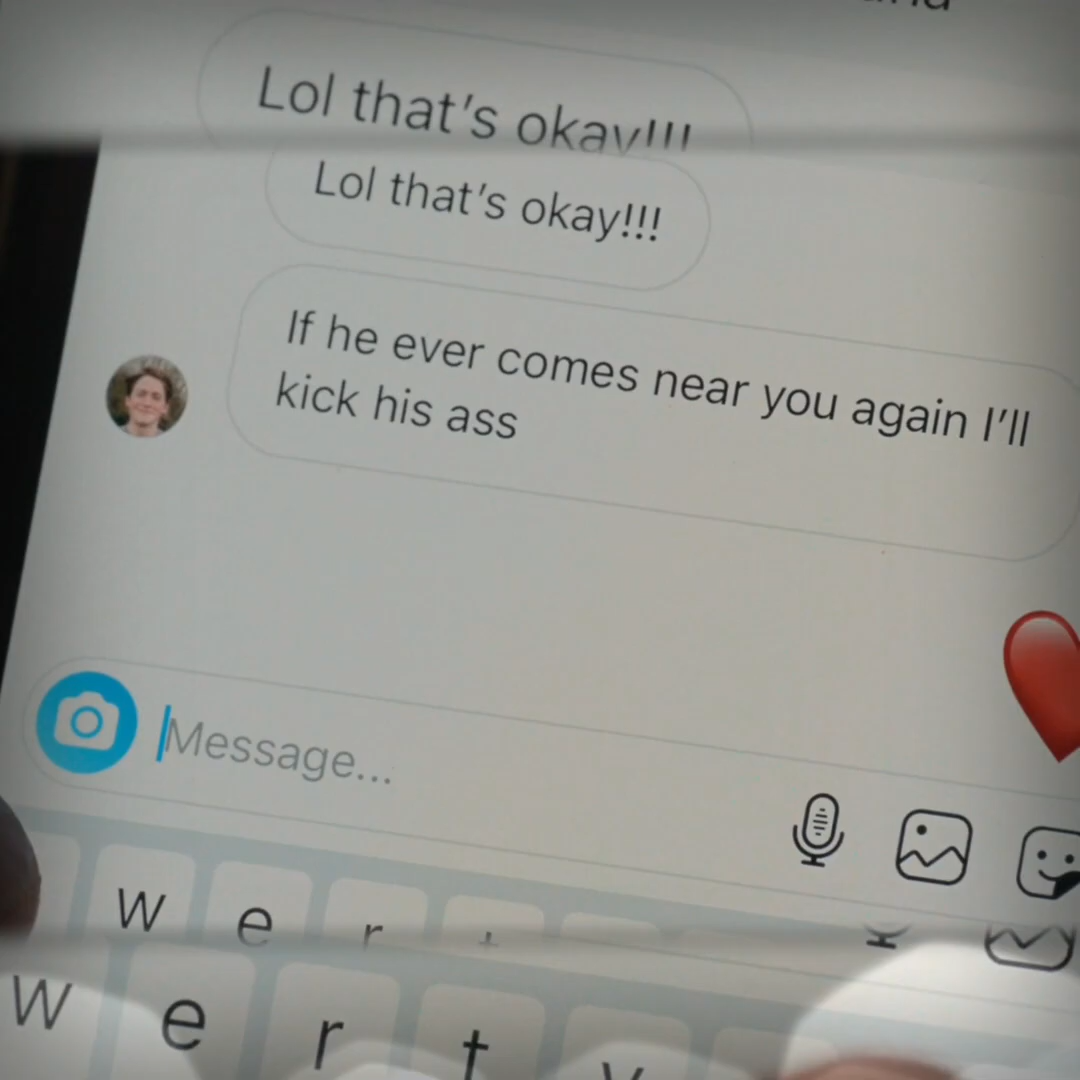 Lol that's okay!!!
Lol that's okay!!!
If he ever comes near you again I'll
kick his ass
Message...
w e r t
w e r t